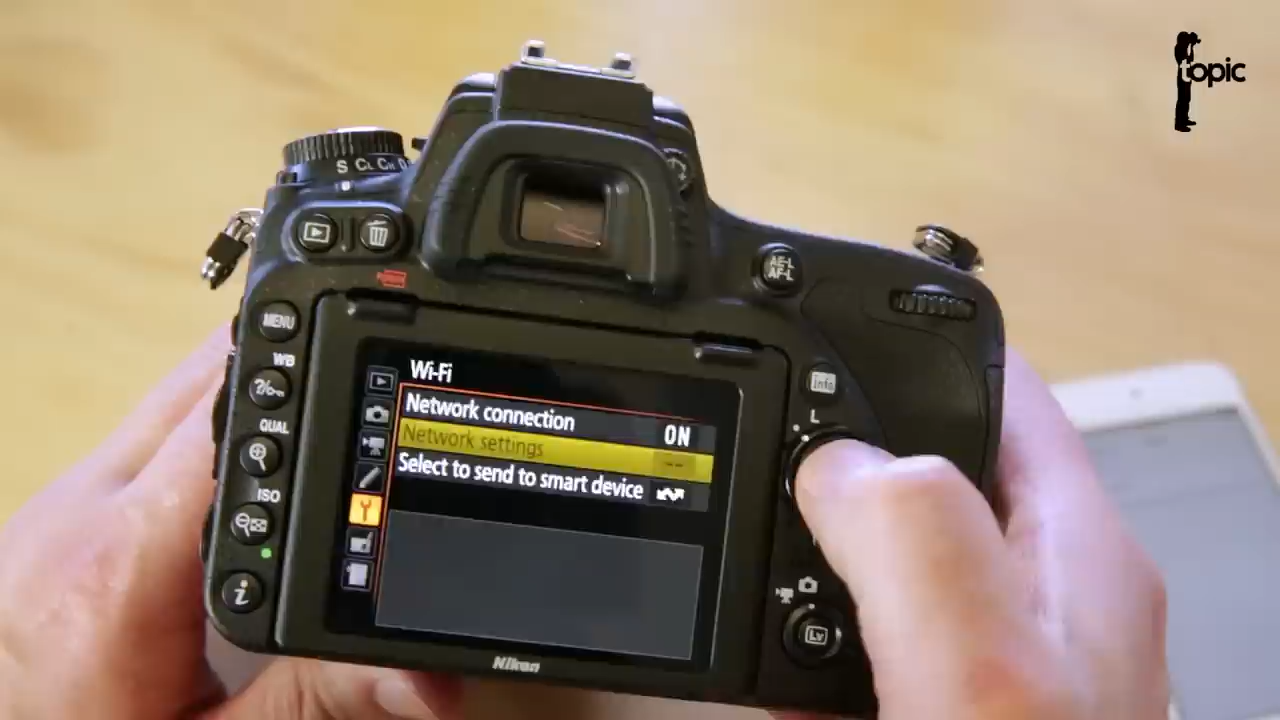 topic
S CL CH
AE-L
AF-L
MENU
WB
?/
QUAL
ISO
i
Info
L
Lv
Wi-Fi
Network connection ON
Network settings --
Select to send to smart device
Nikon